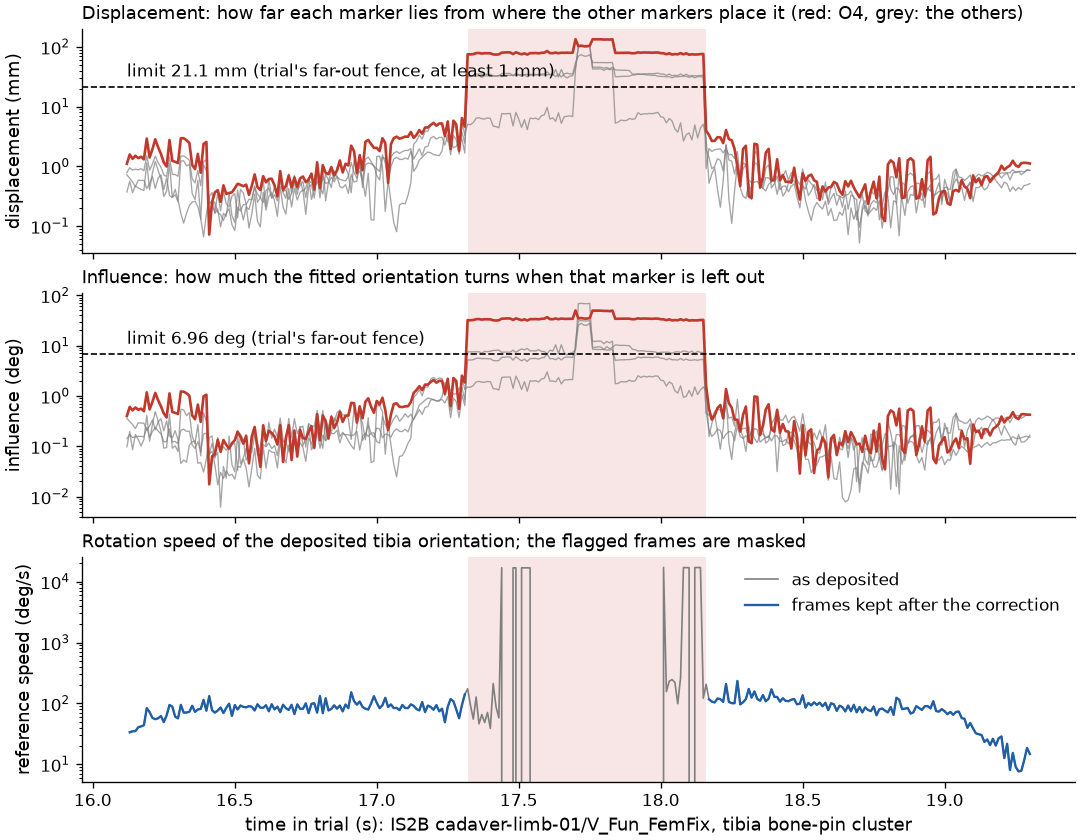 Displacement: how far each marker lies from where the other markers place it (red: O4, grey: the others)
displacement (mm)
10²
10¹
10⁰
10⁻¹
limit 21.1 mm (trial's far-out fence, at least 1 mm)
Influence: how much the fitted orientation turns when that marker is left out
influence (deg)
10²
10¹
10⁰
10⁻¹
10⁻²
limit 6.96 deg (trial's far-out fence)
Rotation speed of the deposited tibia orientation; the flagged frames are masked
reference speed (deg/s)
10⁴
10³
10²
10¹
as deposited
frames kept after the correction
16.0 16.5 17.0 17.5 18.0 18.5 19.0
time in trial (s): IS2B cadaver-limb-01/V_Fun_FemFix, tibia bone-pin cluster